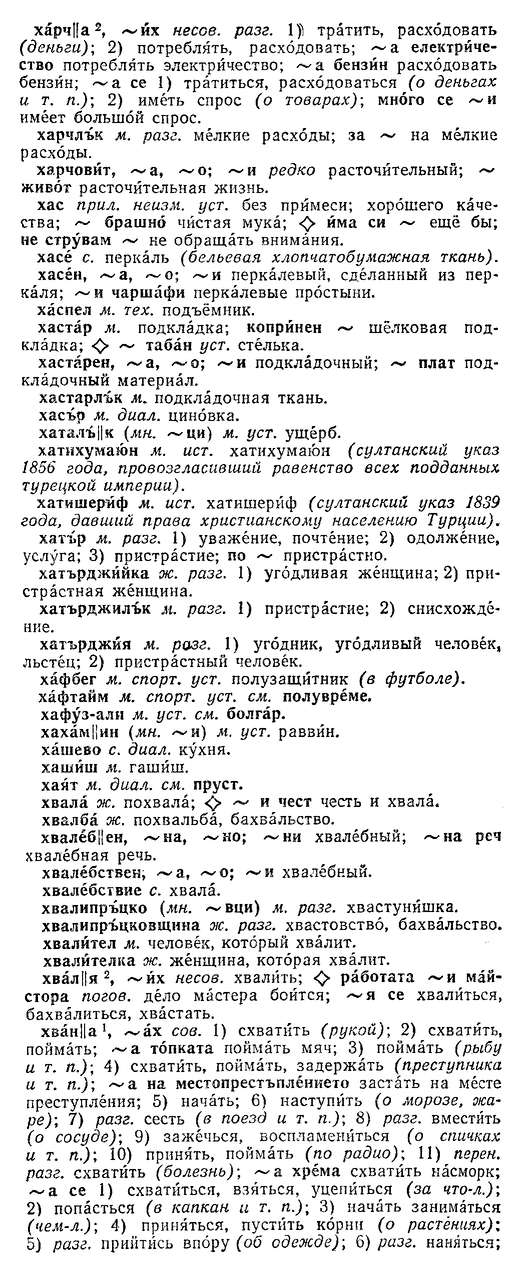 ха́рч||а², ~их несов. разг. 1) тра́тить, расхо́довать
(деньги); 2) потребля́ть, расхо́довать; ~а електри́че-
ство потребля́ть электри́чество; ~а бензи́н расхо́довать
бензи́н; ~а се 1) тра́титься, расхо́доваться (о деньгах
и т. п.); 2) име́ть спрос (о товарах); мно́го се ~и
име́ет большо́й спрос.
харчлъ́к м. разг. ме́лкие расхо́ды; за ~ на ме́лкие
расхо́ды.
харчови́т, ~а, ~о; ~и редко расточи́тельный; ~
живо́т расточи́тельная жизнь.
хас прил. неизм. уст. без при́меси; хоро́шего ка́че-
ства; ~ брашно́ чи́стая мука́; ◇ и́ма си ~ ещё бы;
не стру́вам ~ не обраща́ть внима́ния.
хасе́ с. перка́ль (бельевая хлопчатобумажная ткань).
хасе́н, ~а, ~о; ~и перка́левый, сде́ланный из пер-
ка́ля; ~и чарша́фи перка́левые про́стыни.
ха́спел м. тех. подъёмник.
хаста́р м. подкла́дка; копри́нен ~ шёлковая под-
кла́дка; ◇ ~ таба́н уст. сте́лька.
хаста́рен, ~а, ~о; ~и подкла́дочный; ~ плат под-
кла́дочный материа́л.
хастарлъ́к м. подкла́дочная ткань.
хасъ́р м. диал. цино́вка.
хаталъ́||к (мн. ~ци) м. уст. уще́рб.
хатихумаю́н м. ист. хатихумаю́н (султанский указ
1856 года, провозгласивший равенство всех подданных
турецкой империи).
хатишери́ф м. ист. хатишери́ф (султанский указ 1839
года, давший права христианскому населению Турции).
хатъ́р м. разг. 1) уваже́ние, почте́ние; 2) одолже́ние,
услу́га; 3) пристра́стие; по ~ пристра́стно.
хатърджи́йка ж. разг. 1) уго́дливая же́нщина; 2) при-
стра́стная же́нщина.
хатърджилъ́к м. разг. 1) пристра́стие; 2) снисхожде́-
ние.
хатърджи́я м. разг. 1) уго́дник, уго́дливый челове́к,
льсте́ц; 2) пристра́стный челове́к.
ха́фбег м. спорт. уст. полузащи́тник (в футболе).
ха́фтайм м. спорт. уст. см. полувре́ме.
хафу́з-али м. уст. см. болга́р.
хаха́м||ин (мн. ~и) м. уст. равви́н.
ха́шево с. диал. ку́хня.
хаши́ш м. гаши́ш.
хая́т м. диал. см. пруст.
хвала́ ж. похвала́; ◇ ~ и чест честь и хвала́.
хвалба́ ж. похвальба́, бахва́льство.
хвале́б||ен, ~на, ~но; ~ни хвале́бный; ~на реч
хвале́бная речь.
хвале́бствен, ~а, ~о; ~и хвале́бный.
хвале́бствие с. хвала́.
хвалипръ́цко (мн. ~вци) м. разг. хвастуни́шка.
хвалипръ́цковщина ж. разг. хвастовство́, бахва́льство.
хвали́тел м. челове́к, кото́рый хва́лит.
хвали́телка ж. же́нщина, кото́рая хва́лит.
хва́л||я², ~их несов. хвали́ть; ◇ рабо́тата ~и ма́й-
стора погов. де́ло ма́стера бои́тся; ~я се хвали́ться,
бахва́литься, хва́стать.
хва́н||а¹, ~ах сов. 1) схвати́ть (рукой); 2) схвати́ть,
пойма́ть; ~а то́пката пойма́ть мяч; 3) пойма́ть (рыбу
и т. п.); 4) схвати́ть, пойма́ть, задержа́ть (преступника
и т. п.); ~а на местопрестъпле́нието заста́ть на ме́сте
преступле́ния; 5) нача́ть; 6) наступи́ть (о морозе, жа-
ре); 7) разг. сесть (в поезд и т. п.); 8) разг. вмести́ть
(о сосуде); 9) заже́чься, воспламени́ться (о спичках
и т. п.); 10) приня́ть, пойма́ть (по радио); 11) перен.
разг. схвати́ть (болезнь); ~а хре́ма схвати́ть на́сморк;
~а се 1) схвати́ться, взя́ться, уцепи́ться (за что-л.);
2) попа́сться (в капкан и т. п.); 3) нача́ть занима́ться
(чем-л.); 4) приня́ться, пусти́ть ко́рни (о растениях);
5) разг. прийти́сь впо́ру (об одежде); 6) разг. наня́ться;